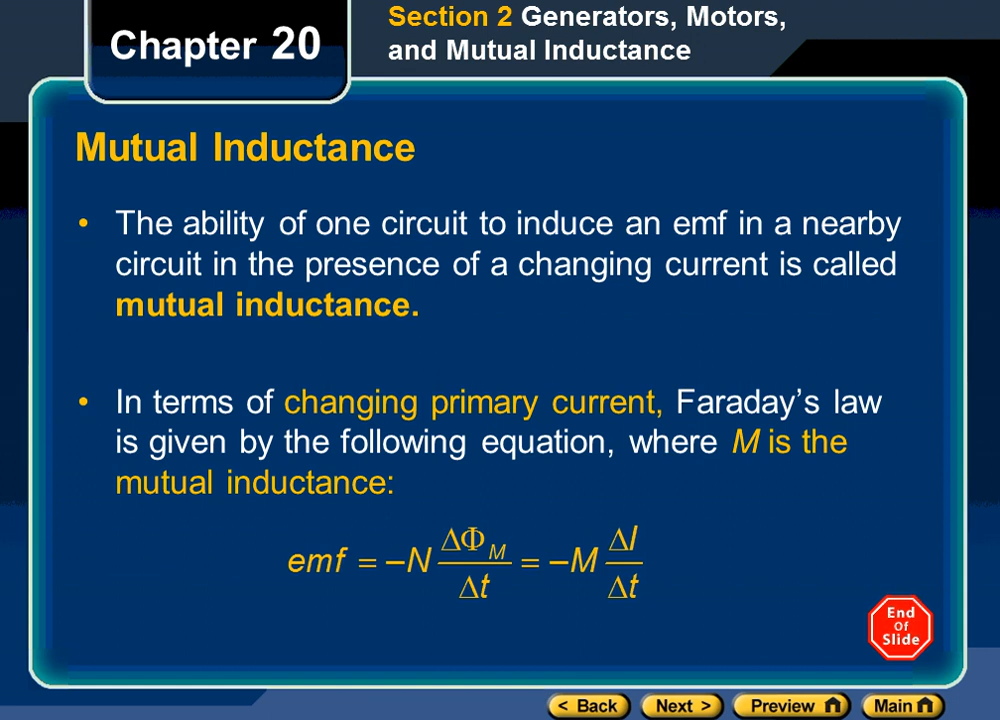 Chapter 20
Section 2 Generators, Motors,
and Mutual Inductance
Mutual Inductance
• The ability of one circuit to induce an emf in a nearby
circuit in the presence of a changing current is called
mutual inductance.
• In terms of changing primary current, Faraday’s law
is given by the following equation, where M is the
mutual inductance:
emf = –N ΔΦM/Δt = –M ΔI/Δt
End
Of
Slide
< Back Next > Preview Main